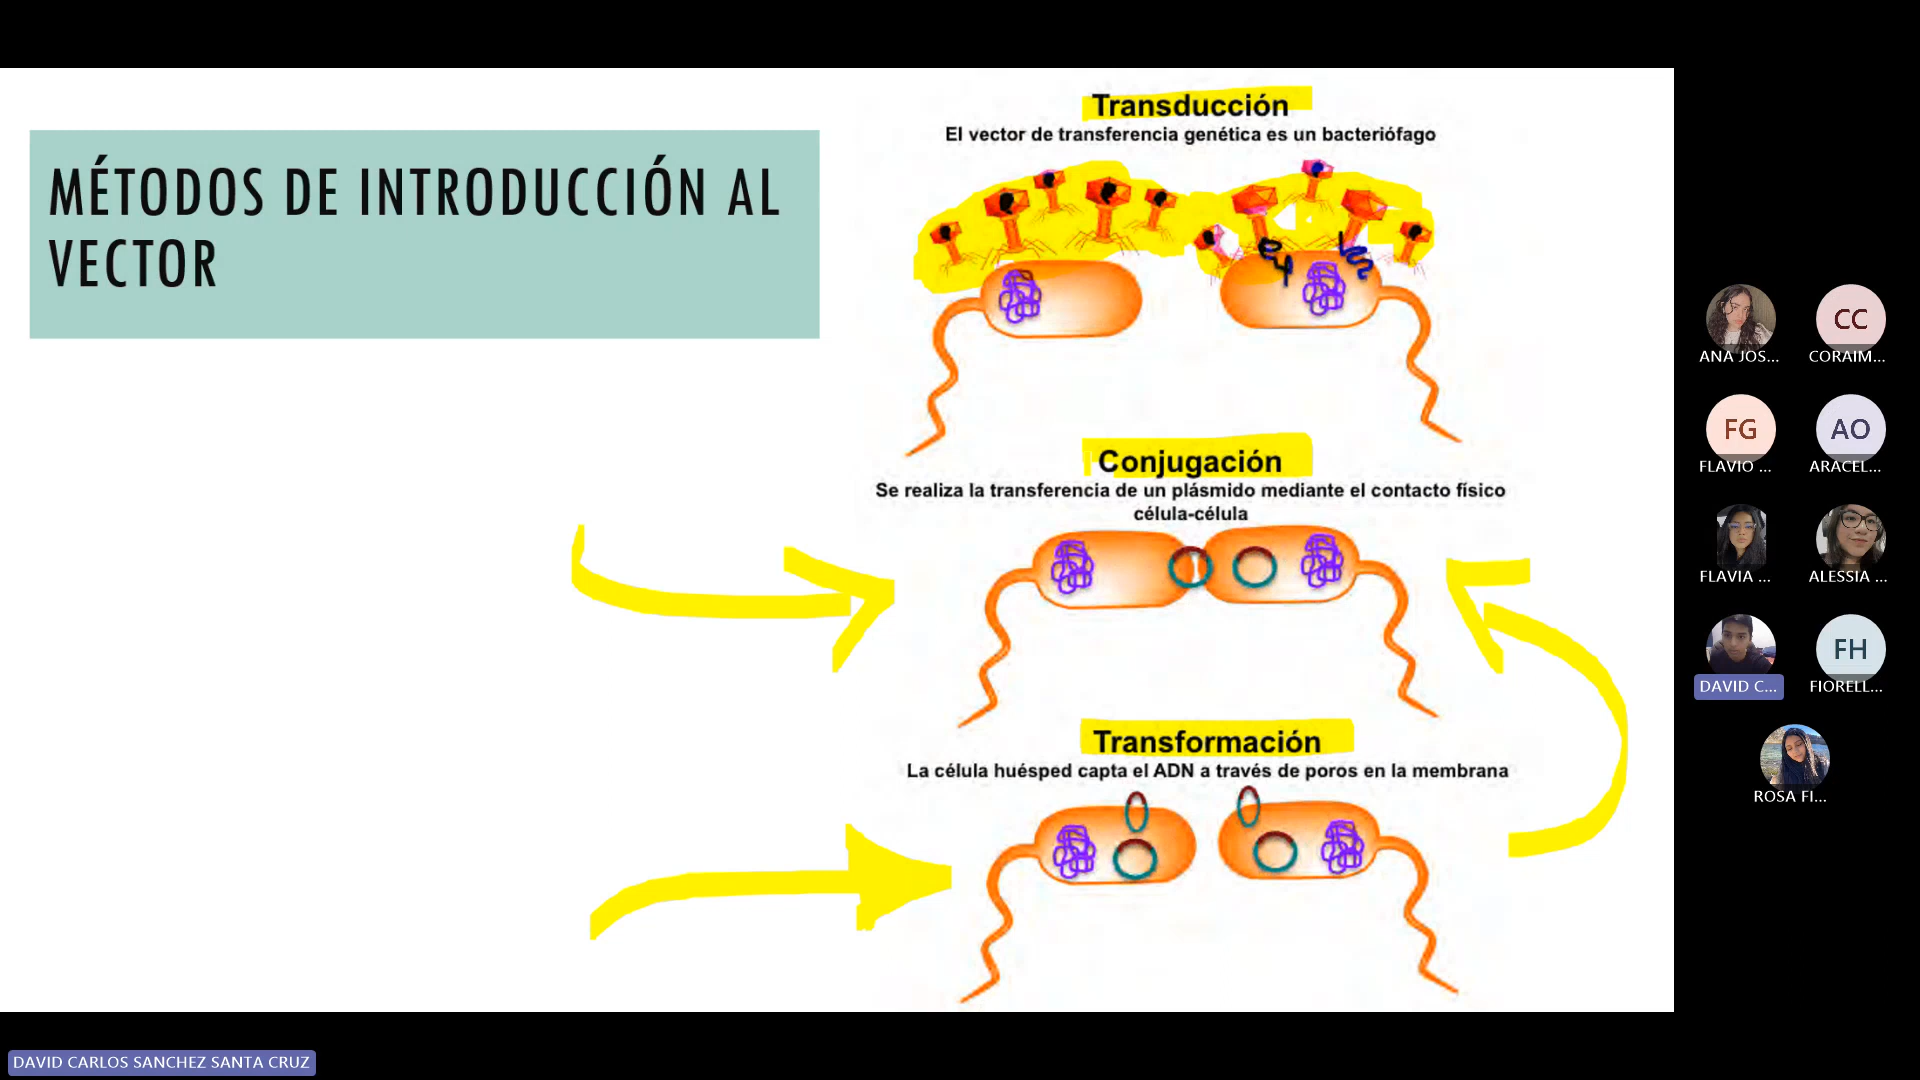 MÉTODOS DE INTRODUCCIÓN AL
VECTOR
Transducción
El vector de transferencia genética es un bacteriófago
Conjugación
Se realiza la transferencia de un plásmido mediante el contacto físico
célula-célula
Transformación
La célula huésped capta el ADN a través de poros en la membrana
ANA JOS...
CC
CORAIM...
FG
FLAVIO ...
AO
ARACEL...
FLAVIA ...
ALESSIA ...
DAVID C...
FH
FIORELL...
ROSA FI...
DAVID CARLOS SANCHEZ SANTA CRUZ